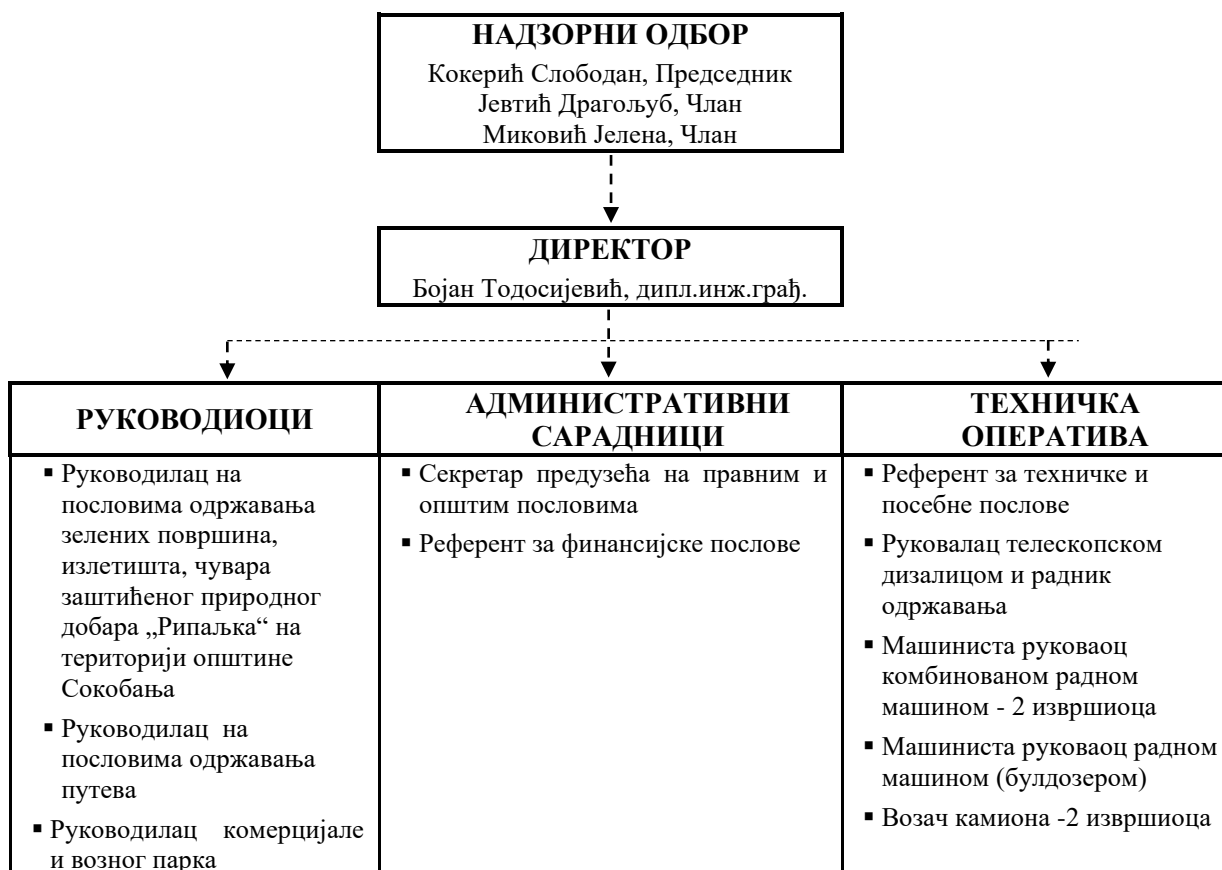 НАДЗОРНИ ОДБОР
Кокерић Слободан, Председник
Јевтић Драгољуб, Члан
Миковић Јелена, Члан
ДИРЕКТОР
Бојан Тодосијевић, дипл.инж.грађ.
РУКОВОДИОЦИ
▪ Руководилац на
пословима одржавања
зелених површина,
излетишта, чувара
заштићеног природног
добара „Рипаљка“ на
територији општине
Сокобања
▪ Руководилац на
пословима одржавања
путева
▪ Руководилац комерцијале
и возног парка
АДМИНИСТРАТИВНИ
САРАДНИЦИ
▪ Секретар предузећа на правним и
општим пословима
▪ Референт за финансијске послове
ТЕХНИЧКА
ОПЕРАТИВА
▪ Референт за техничке и
посебне послове
▪ Руковалац телескопском
дизалицом и радник
одржавања
▪ Машиниста руковаоц
комбинованом радном
машином - 2 извршиоца
▪ Машиниста руковаоц радном
машином (булдозером)
▪ Возач камиона -2 извршиоца